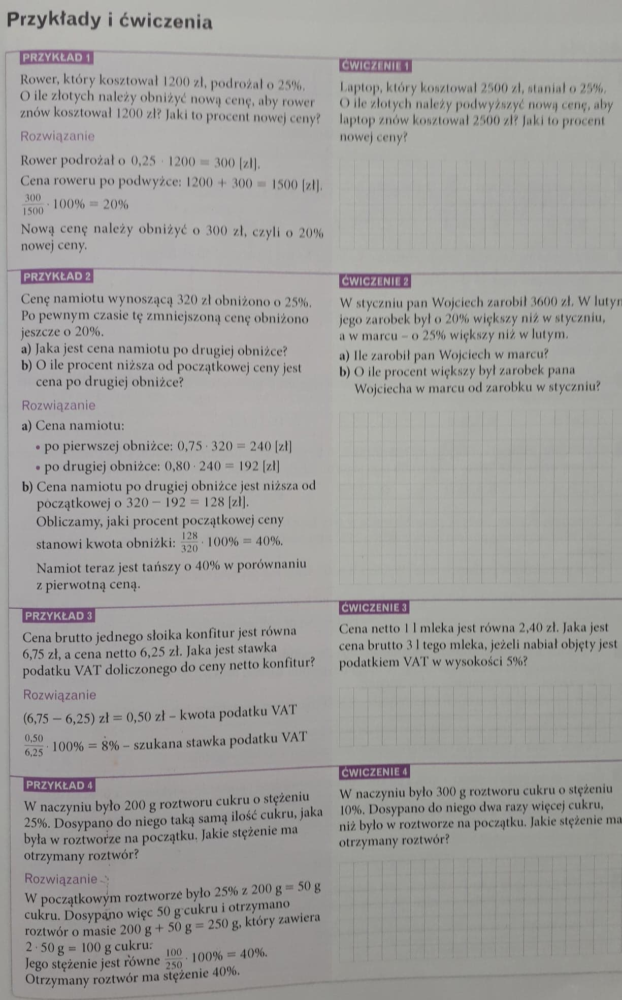 Przykłady i ćwiczenia
PRZYKŁAD 1
Rower, który kosztował 1200 zł, podrożał o 25%.
O ile złotych należy obniżyć nową cenę, aby rower
znów kosztował 1200 zł? Jaki to procent nowej ceny?
Rozwiązanie
Rower podrożał o 0,25 · 1200 = 300 [zł].
Cena roweru po podwyżce: 1200 + 300 = 1500 [zł].
300/1500 · 100% = 20%
Nową cenę należy obniżyć o 300 zł, czyli o 20%
nowej ceny.
ĆWICZENIE 1
Laptop, który kosztował 2500 zł, staniał o 25%.
O ile złotych należy podwyższyć nową cenę, aby
laptop znów kosztował 2500 zł? Jaki to procent
nowej ceny?
PRZYKŁAD 2
Cenę namiotu wynoszącą 320 zł obniżono o 25%.
Po pewnym czasie tę zmniejszoną cenę obniżono
jeszcze o 20%.
a) Jaka jest cena namiotu po drugiej obniżce?
b) O ile procent niższa od początkowej ceny jest
cena po drugiej obniżce?
Rozwiązanie
a) Cena namiotu:
• po pierwszej obniżce: 0,75 · 320 = 240 [zł]
• po drugiej obniżce: 0,80 · 240 = 192 [zł]
b) Cena namiotu po drugiej obniżce jest niższa od
początkowej o 320 – 192 = 128 [zł].
Obliczamy, jaki procent początkowej ceny
stanowi kwota obniżki: 128/320 · 100% = 40%.
Namiot teraz jest tańszy o 40% w porównaniu
z pierwotną ceną.
ĆWICZENIE 2
W styczniu pan Wojciech zarobił 3600 zł. W lutym
jego zarobek był o 20% większy niż w styczniu,
a w marcu – o 25% większy niż w lutym.
a) Ile zarobił pan Wojciech w marcu?
b) O ile procent większy był zarobek pana
Wojciecha w marcu od zarobku w styczniu?
PRZYKŁAD 3
Cena brutto jednego słoika konfitur jest równa
6,75 zł, a cena netto 6,25 zł. Jaka jest stawka
podatku VAT doliczonego do ceny netto konfitur?
Rozwiązanie
(6,75 – 6,25) zł = 0,50 zł – kwota podatku VAT
0,50/6,25 · 100% = 8% – szukana stawka podatku VAT
ĆWICZENIE 3
Cena netto 1 l mleka jest równa 2,40 zł. Jaka jest
cena brutto 3 l tego mleka, jeżeli nabiał objęty jest
podatkiem VAT w wysokości 5%?
PRZYKŁAD 4
W naczyniu było 200 g roztworu cukru o stężeniu
25%. Dosypano do niego taką samą ilość cukru, jaka
była w roztworze na początku. Jakie stężenie ma
otrzymany roztwór?
Rozwiązanie
W początkowym roztworze było 25% z 200 g = 50 g
cukru. Dosypano więc 50 g cukru i otrzymano
roztwór o masie 200 g + 50 g = 250 g, który zawiera
2 · 50 g = 100 g cukru.
Jego stężenie jest równe 100/250 · 100% = 40%.
Otrzymany roztwór ma stężenie 40%.
ĆWICZENIE 4
W naczyniu było 300 g roztworu cukru o stężeniu
10%. Dosypano do niego dwa razy więcej cukru,
niż było w roztworze na początku. Jakie stężenie ma
otrzymany roztwór?